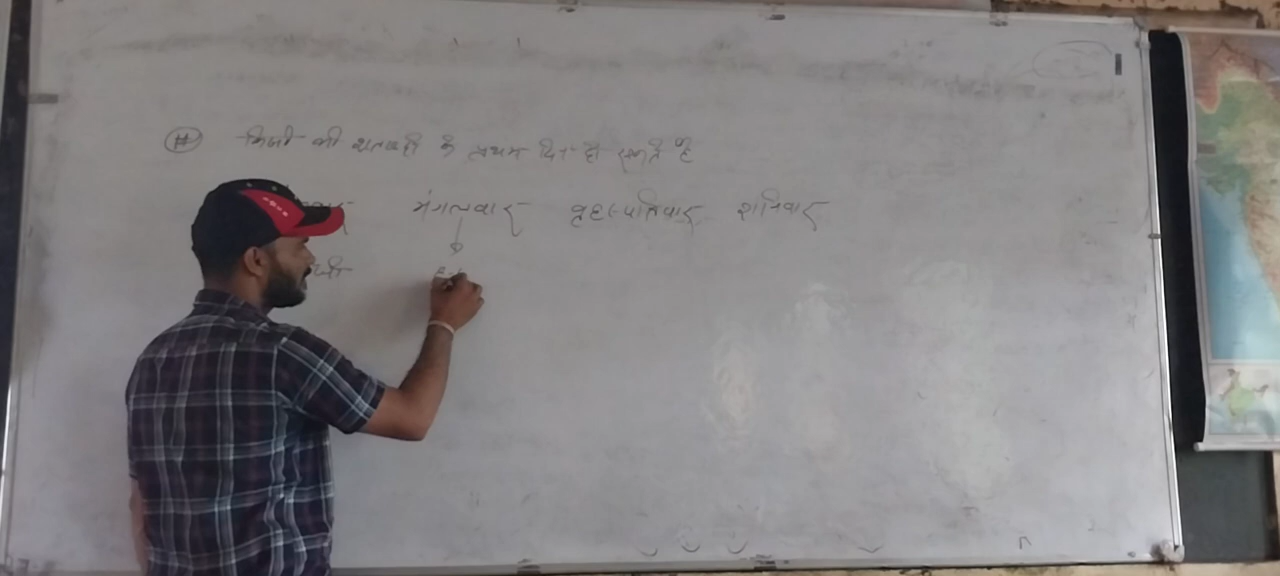 # किसी भी शताब्दी के प्रथम दिन हो सकते है
मंगलवार वृहस्पतिवार शनिवार